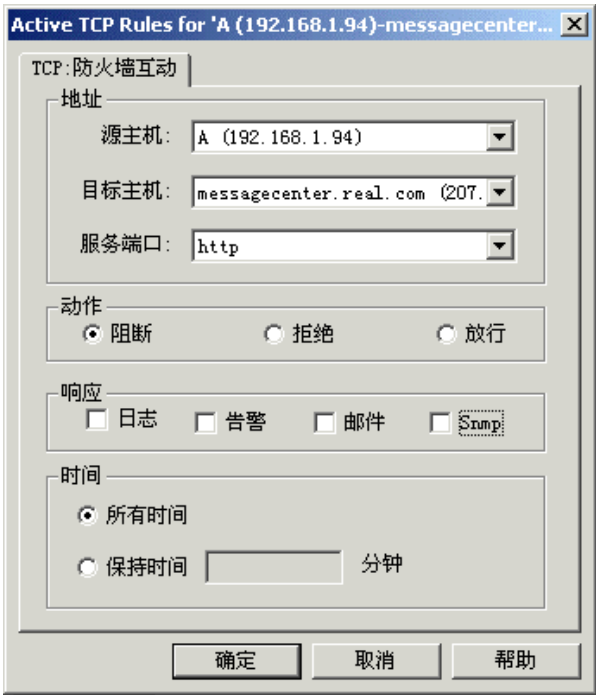 Active TCP Rules for 'A (192.168.1.94)-messagecenter...
TCP:防火墙互动
地址
源主机: A (192.168.1.94)
目标主机: messagecenter.real.com (207.
服务端口: http
动作
阻断 拒绝 放行
响应
日志 告警 邮件 Snmp
时间
所有时间
保持时间 分钟
确定 取消 帮助